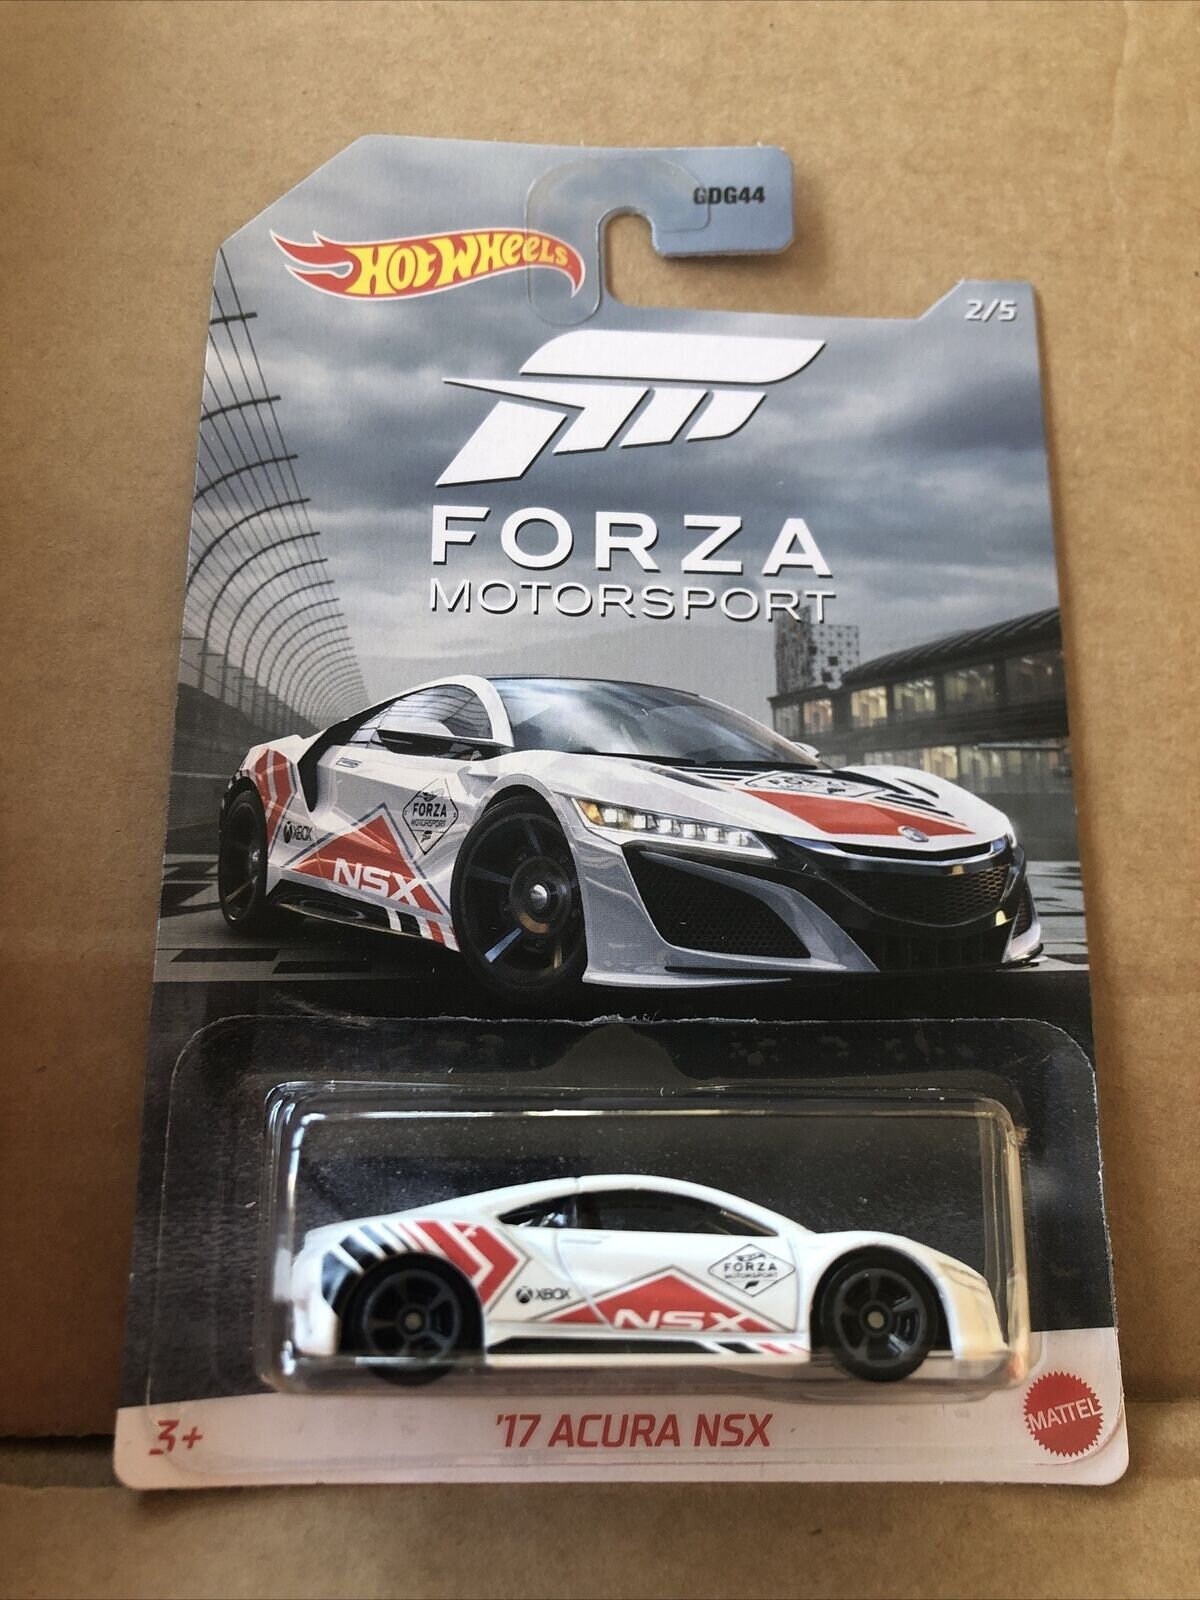 GDG44
HOT WHEELS
2/5
FORZA
MOTORSPORT
FORZA
FORZA
MOTORSPORT
XBOX
NSX
FORZA
MOTORSPORT
XBOX
NSX
3+
'17 ACURA NSX
MATTEL